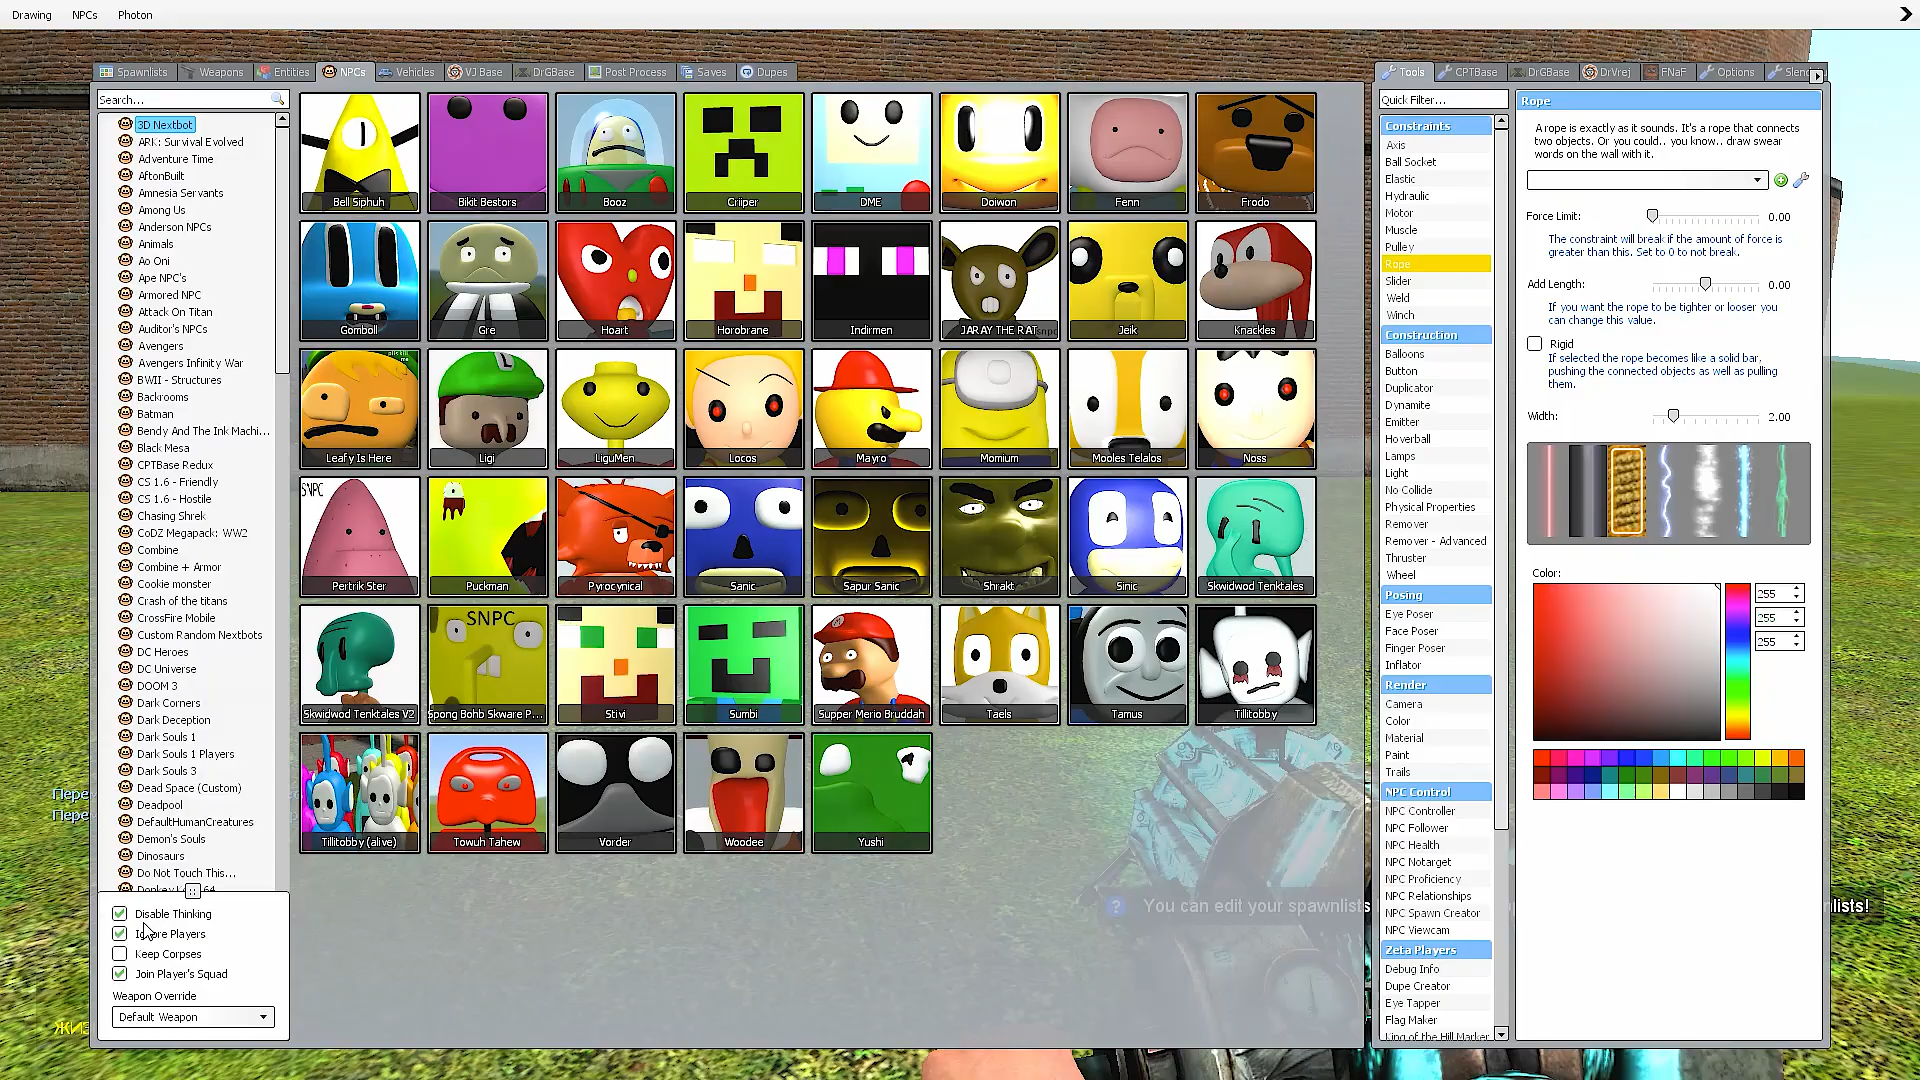 Drawing NPCs Photon
Spawnlists Weapons Entities NPCs Vehicles VJ Base DrGBase Post Process Saves Dupes
Tools CPTBase DrGBase DrVrej FNaF Options Slend
Search...
3D Nextbot
ARK: Survival Evolved
Adventure Time
AftonBuilt
Amnesia Servants
Among Us
Anderson NPCs
Animals
Ao Oni
Ape NPC's
Armored NPC
Attack On Titan
Auditor's NPCs
Avengers
Avengers Infinity War
BWII - Structures
Backrooms
Batman
Bendy And The Ink Machi...
Black Mesa
CPTBase Redux
CS 1.6 - Friendly
CS 1.6 - Hostile
Chasing Shrek
CoDZ Megapack: WW2
Combine
Combine + Armor
Cookie monster
Crash of the titans
CrossFire Mobile
Custom Random Nextbots
DC Heroes
DC Universe
DOOM 3
Dark Corners
Dark Deception
Dark Souls 1
Dark Souls 1 Players
Dark Souls 3
Dead Space (Custom)
Deadpool
DefaultHumanCreatures
Demon's Souls
Dinosaurs
Do Not Touch This...
Disable Thinking
Ignore Players
Keep Corpses
Join Player's Squad
Weapon Override
Default Weapon
Пере
Пере
ЖИЗ
Bell Siphuh Bikit Bestors Booz Criiper DME Doiwon Fenn Frodo
Gomboll Gre Hoart Horobrane Indirmen JARAY THE RAT snpc Jeik Knackles
Leafy Is Here Ligi LiguMen Locos Mayro Momium Mooles Telalos Noss
SNPC
Pertrik Ster Puckman Pyrocynical Sanic Sapur Sanic Shrakt Sinic Skwidwod Tenktales
SNPC
Skwidwod Tenktales V2 Spong Bohb Skware P... Stivi Sumbi Supper Merio Bruddah Taels Tamus Tillitobby
Tillitobby (alive) Towuh Tahew Vorder Woodee Yushi
You can edit your spawnlists
lists!
Quick Filter...
Constraints
Axis
Ball Socket
Elastic
Hydraulic
Motor
Muscle
Pulley
Rope
Slider
Weld
Winch
Construction
Balloons
Button
Duplicator
Dynamite
Emitter
Hoverball
Lamps
Light
No Collide
Physical Properties
Remover
Remover - Advanced
Thruster
Wheel
Posing
Eye Poser
Face Poser
Finger Poser
Inflator
Render
Camera
Color
Material
Paint
Trails
NPC Control
NPC Controller
NPC Follower
NPC Health
NPC Notarget
NPC Proficiency
NPC Relationships
NPC Spawn Creator
NPC Viewcam
Zeta Players
Debug Info
Dupe Creator
Eye Tapper
Flag Maker
King of the Hill Marker
Rope
A rope is exactly as it sounds. It's a rope that connects
two objects. Or you could.. you know.. draw swear
words on the wall with it.
Force Limit: 0.00
The constraint will break if the amount of force is
greater than this. Set to 0 to not break.
Add Length: 0.00
If you want the rope to be tighter or looser you
can change this value.
Rigid
If selected the rope becomes like a solid bar,
pushing the connected objects as well as pulling
them.
Width: 2.00
Color:
255
255
255